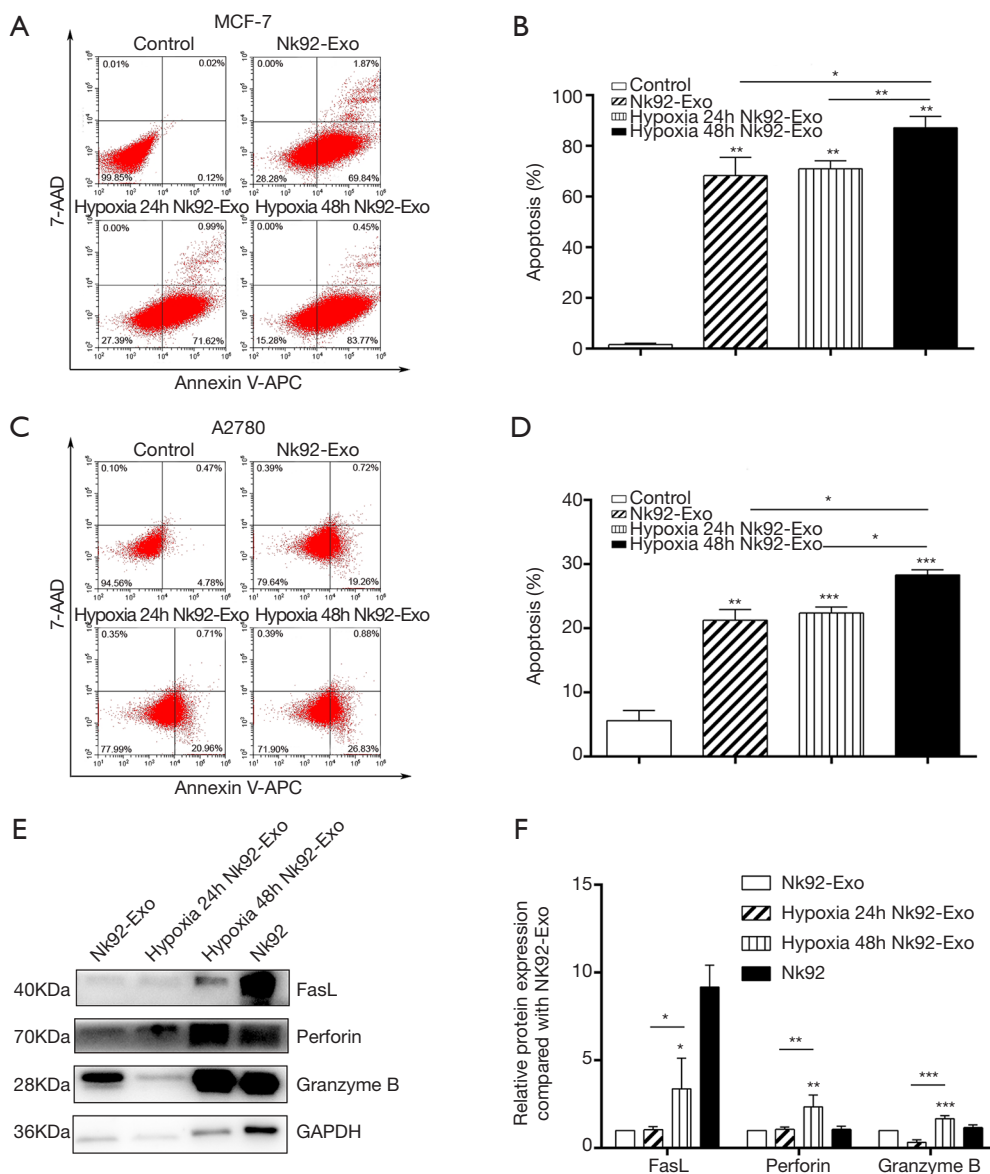 A
MCF-7
Control
Nk92-Exo
0.01%
0.02%
0.00%
1.87%
99.85%
0.12%
28.28%
69.84%
Hypoxia 24h Nk92-Exo
Hypoxia 48h Nk92-Exo
0.00%
0.99%
0.00%
0.45%
27.39%
71.62%
15.28%
83.77%
7-AAD
Annexin V-APC
B
Control
Nk92-Exo
Hypoxia 24h Nk92-Exo
Hypoxia 48h Nk92-Exo
*
**
**
**
**
Apoptosis (%)
100
80
60
40
20
0
C
A2780
Control
Nk92-Exo
0.10%
0.47%
0.39%
0.72%
94.56%
4.78%
79.64%
19.26%
Hypoxia 24h Nk92-Exo
Hypoxia 48h Nk92-Exo
0.35%
0.71%
0.39%
0.88%
77.99%
20.96%
71.90%
26.83%
7-AAD
Annexin V-APC
D
Control
Nk92-Exo
Hypoxia 24h Nk92-Exo
Hypoxia 48h Nk92-Exo
*
*
**
***
***
Apoptosis (%)
40
30
20
10
0
E
Nk92-Exo
Hypoxia 24h Nk92-Exo
Hypoxia 48h Nk92-Exo
Nk92
40KDa
FasL
70KDa
Perforin
28KDa
Granzyme B
36KDa
GAPDH
F
Nk92-Exo
Hypoxia 24h Nk92-Exo
Hypoxia 48h Nk92-Exo
Nk92
Relative protein expression
compared with NK92-Exo
15
10
5
0
*
*
**
**
***
***
FasL
Perforin
Granzyme B